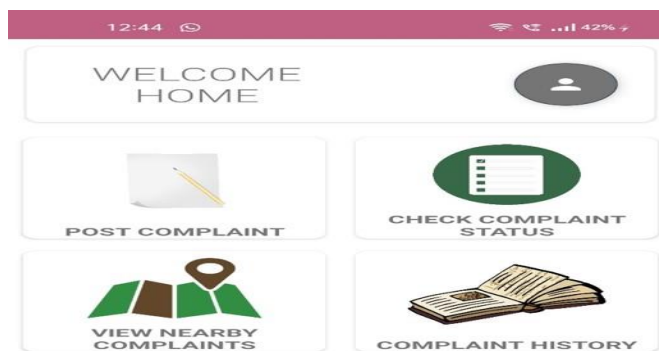 12:44
42%
WELCOME
HOME
POST COMPLAINT
CHECK COMPLAINT
STATUS
VIEW NEARBY
COMPLAINTS
COMPLAINT HISTORY